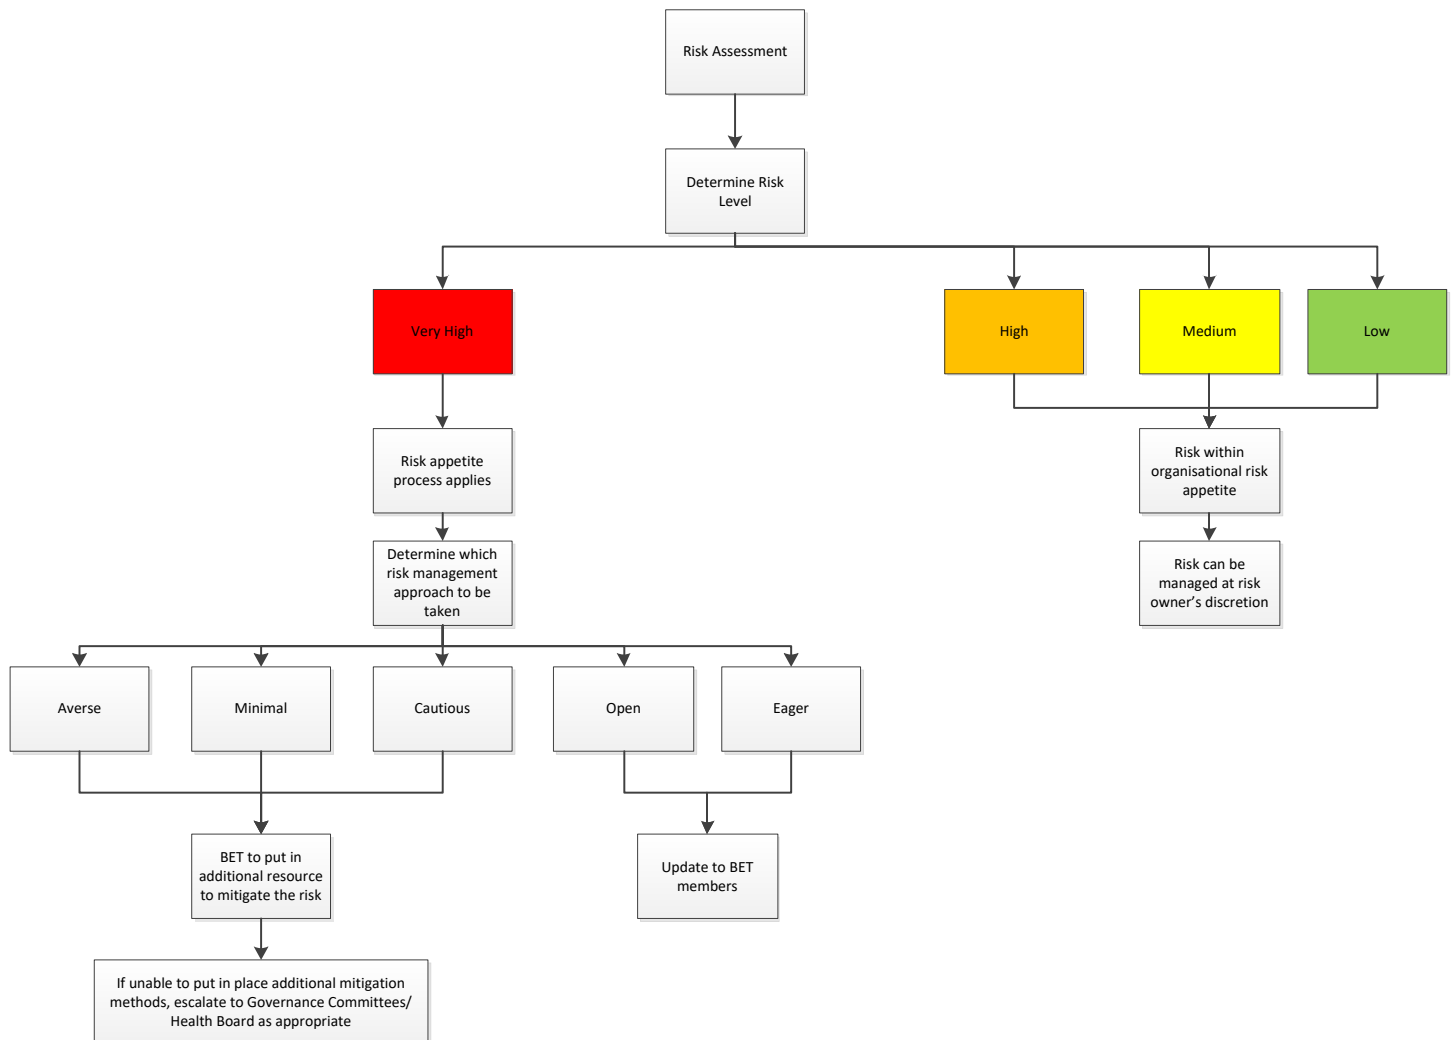 Risk Assessment
Determine Risk
Level
Very High
High
Medium
Low
Risk appetite
process applies
Risk within
organisational risk
appetite
Determine which
risk management
approach to be
taken
Risk can be
managed at risk
owner’s discretion
Averse
Minimal
Cautious
Open
Eager
BET to put in
additional resource
to mitigate the risk
Update to BET
members
If unable to put in place additional mitigation
methods, escalate to Governance Committees/
Health Board as appropriate